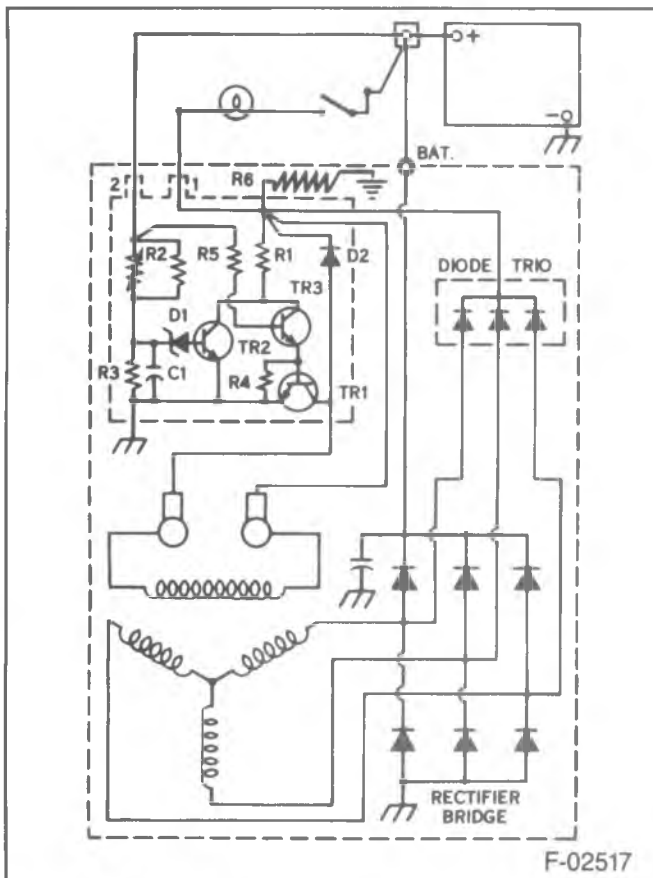 +
-
BAT.
2
1
R6
R2
R5
R1
D2
TR3
DIODE TRIO
D1
TR2
R3
C1
R4
TR1
RECTIFIER
BRIDGE
F-02517